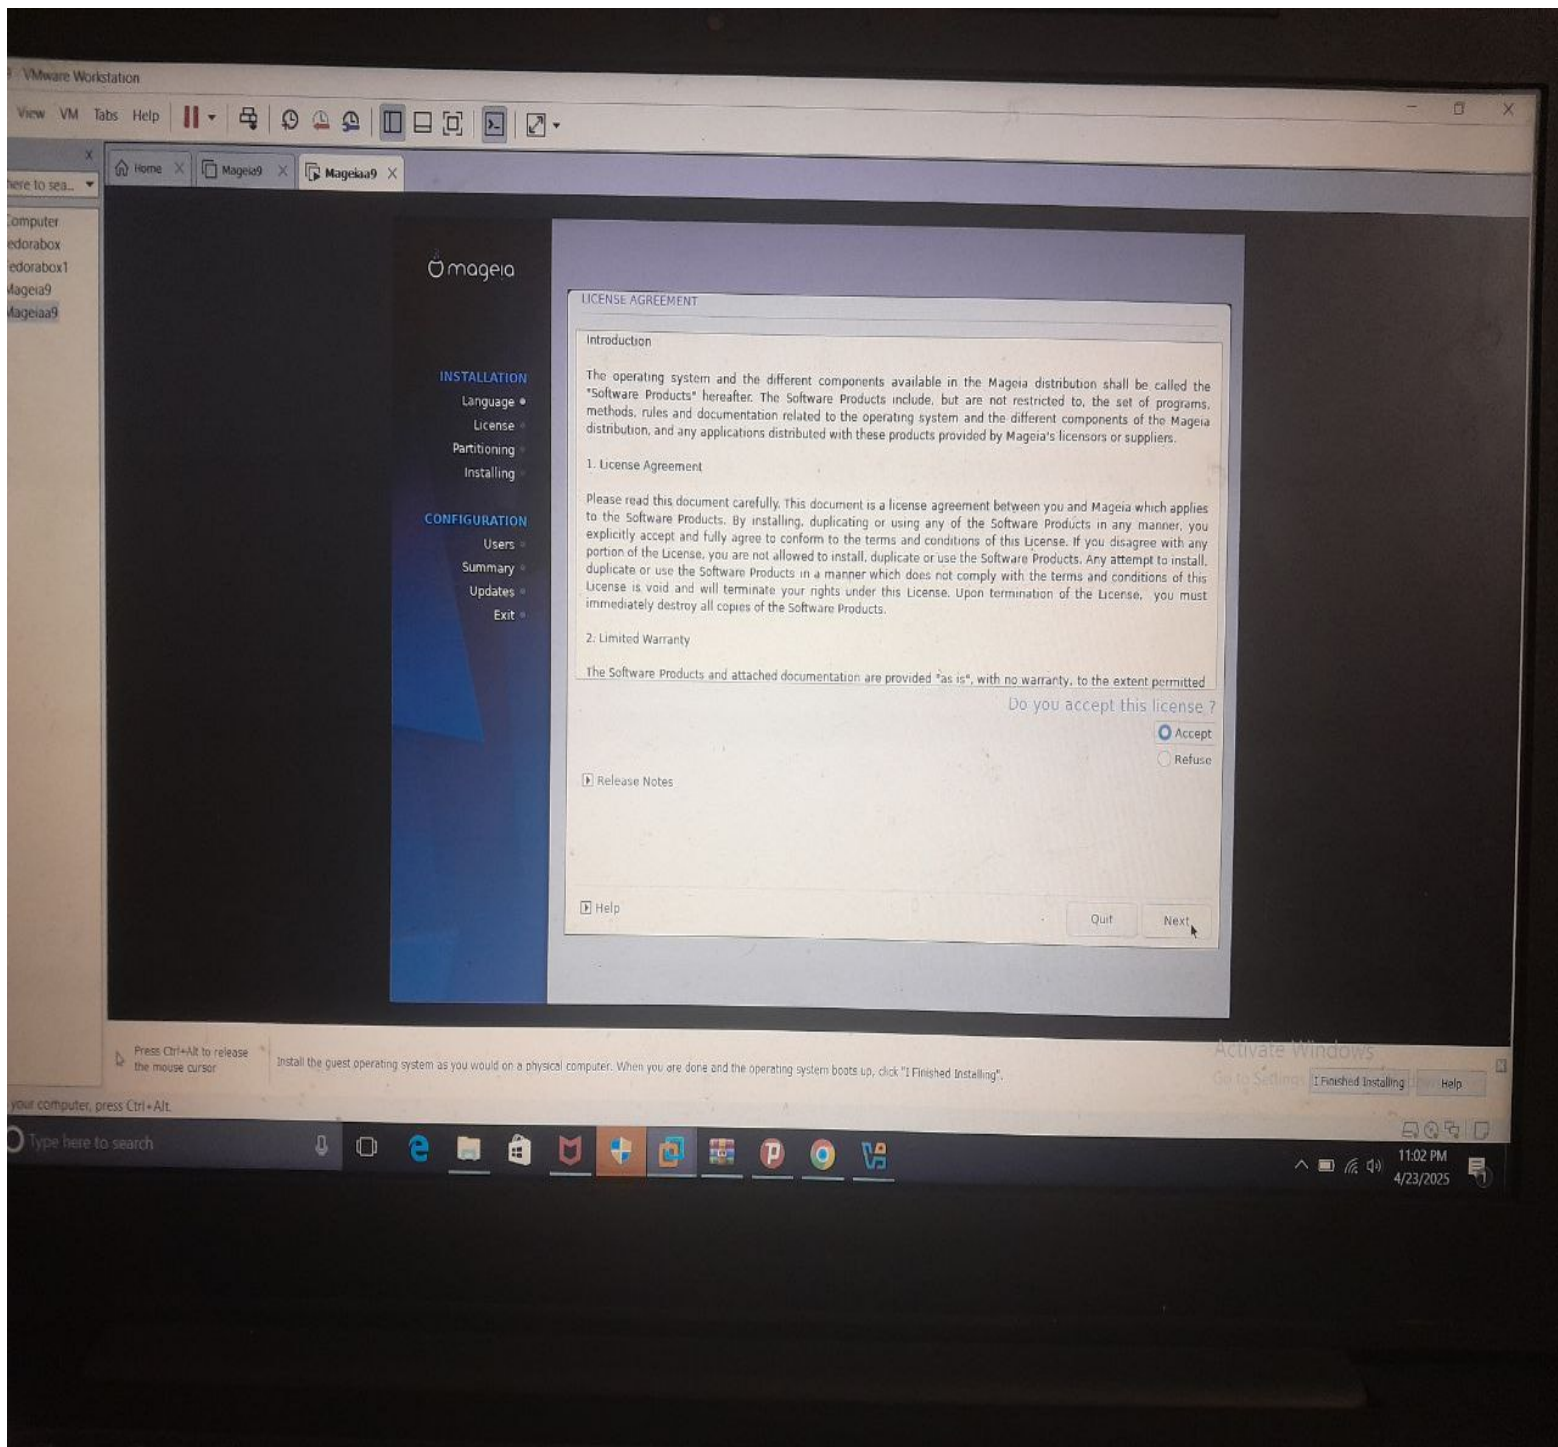 VMware Workstation
View VM Tabs Help
Home Mageia9 Mageiaa9
here to sea...
Computer
edorabox
edorabox1
Mageia9
Mageiaa9
mageia
INSTALLATION
Language
License
Partitioning
Installing
CONFIGURATION
Users
Summary
Updates
Exit
LICENSE AGREEMENT
Introduction
The operating system and the different components available in the Mageia distribution shall be called the
"Software Products" hereafter. The Software Products include, but are not restricted to, the set of programs,
methods, rules and documentation related to the operating system and the different components of the Mageia
distribution, and any applications distributed with these products provided by Mageia's licensors or suppliers.
1. License Agreement
Please read this document carefully. This document is a license agreement between you and Mageia which applies
to the Software Products. By installing, duplicating or using any of the Software Products in any manner, you
explicitly accept and fully agree to conform to the terms and conditions of this License. If you disagree with any
portion of the License, you are not allowed to install, duplicate or use the Software Products. Any attempt to install,
duplicate or use the Software Products in a manner which does not comply with the terms and conditions of this
License is void and will terminate your rights under this License. Upon termination of the License, you must
immediately destroy all copies of the Software Products.
2. Limited Warranty
The Software Products and attached documentation are provided "as is", with no warranty, to the extent permitted
Do you accept this license ?
Accept
Refuse
Release Notes
Help
Quit Next
Press Ctrl+Alt to release
the mouse cursor
Install the guest operating system as you would on a physical computer. When you are done and the operating system boots up, click "I Finished Installing".
Activate Windows
Go to Settings
I Finished Installing Help
your computer, press Ctrl+Alt.
Type here to search
11:02 PM
4/23/2025